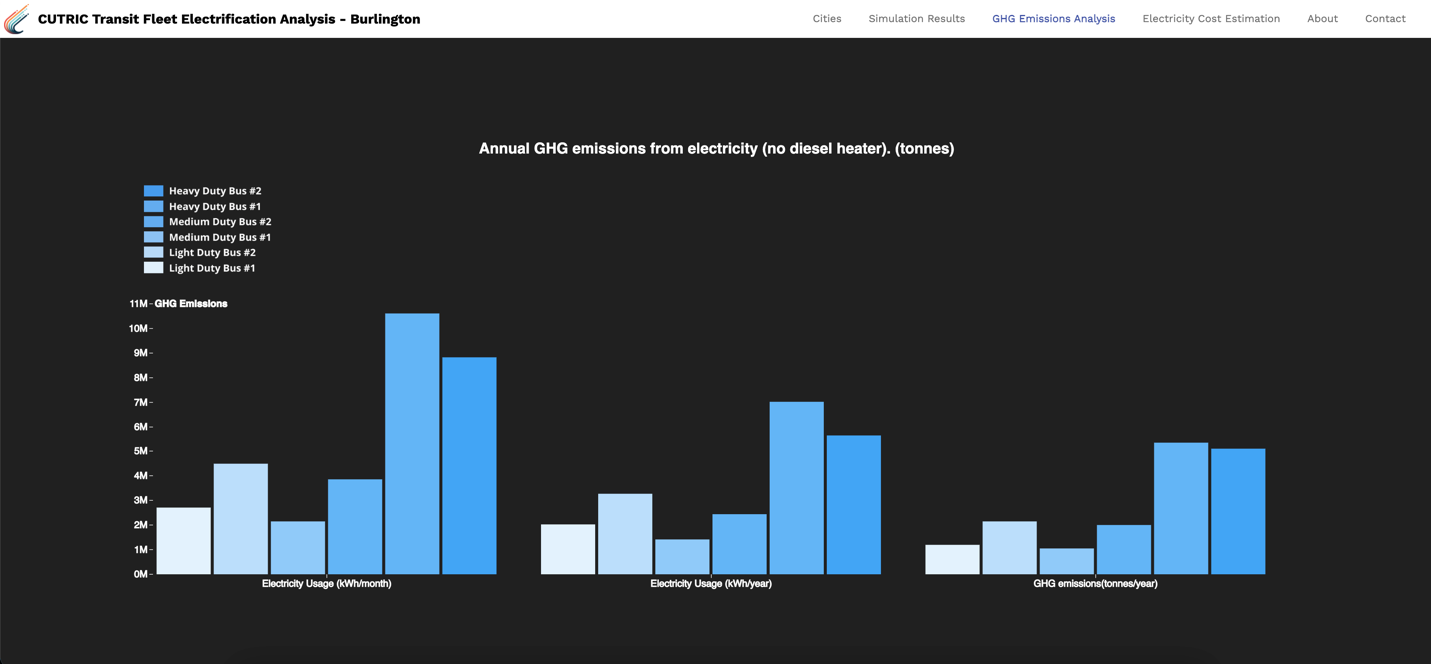 CUTRIC Transit Fleet Electrification Analysis - Burlington
Cities
Simulation Results
GHG Emissions Analysis
Electricity Cost Estimation
About
Contact
Annual GHG emissions from electricity (no diesel heater). (tonnes)
Heavy Duty Bus #2
Heavy Duty Bus #1
Medium Duty Bus #2
Medium Duty Bus #1
Light Duty Bus #2
Light Duty Bus #1
11M
GHG Emissions
10M
9M
8M
7M
6M
5M
4M
3M
2M
1M
0M
Electricity Usage (kWh/month)
Electricity Usage (kWh/year)
GHG emissions(tonnes/year)